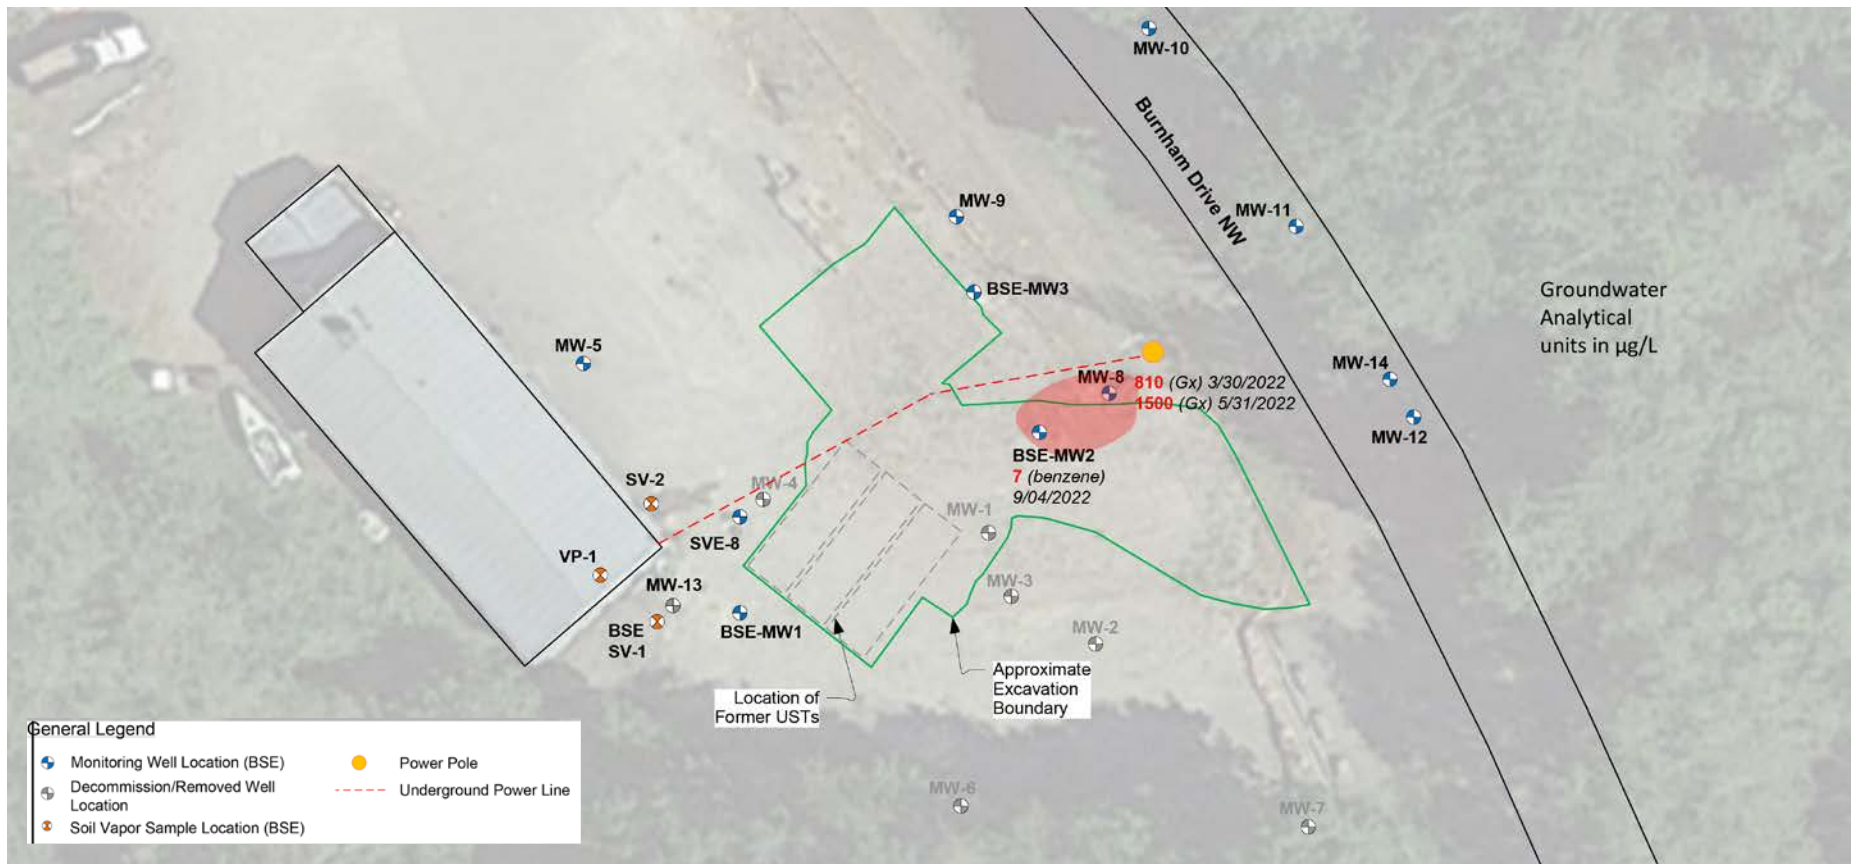 MW-10
Burnham Drive NW
MW-9
MW-11
BSE-MW3
Groundwater
Analytical
units in µg/L
MW-5
MW-14
MW-8
810 (Gx) 3/30/2022
1500 (Gx) 5/31/2022
MW-12
BSE-MW2
7 (benzene)
9/04/2022
SV-2
MW-4
MW-1
SVE-8
VP-1
MW-13
MW-3
BSE
SV-1
BSE-MW1
MW-2
Location of
Former USTs
Approximate
Excavation
Boundary
MW-6
MW-7
General Legend
Monitoring Well Location (BSE)
Decommission/Removed Well
Location
Soil Vapor Sample Location (BSE)
Power Pole
Underground Power Line